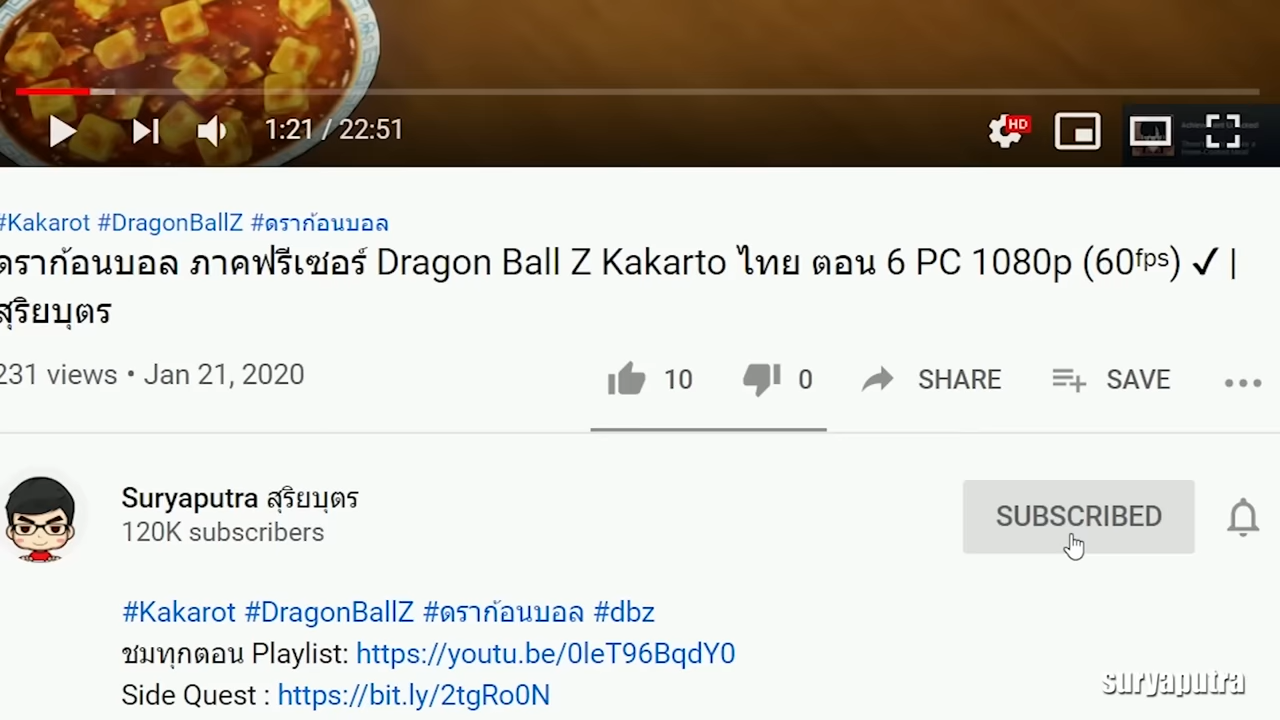 1:21 / 22:51
HD
#Kakarot #DragonBallZ #ดราก้อนบอล
ดราก้อนบอล ภาคฟรีเซอร์ Dragon Ball Z Kakarto ไทย ตอน 6 PC 1080p (60fps) ✓ |
สุริยบุตร
231 views • Jan 21, 2020
10 0 SHARE SAVE
Suryaputra สุริยบุตร
120K subscribers
SUBSCRIBED
#Kakarot #DragonBallZ #ดราก้อนบอล #dbz
ชมทุกตอน Playlist: https://youtu.be/0leT96BqdY0
Side Quest : https://bit.ly/2tgRo0N
suryaputra